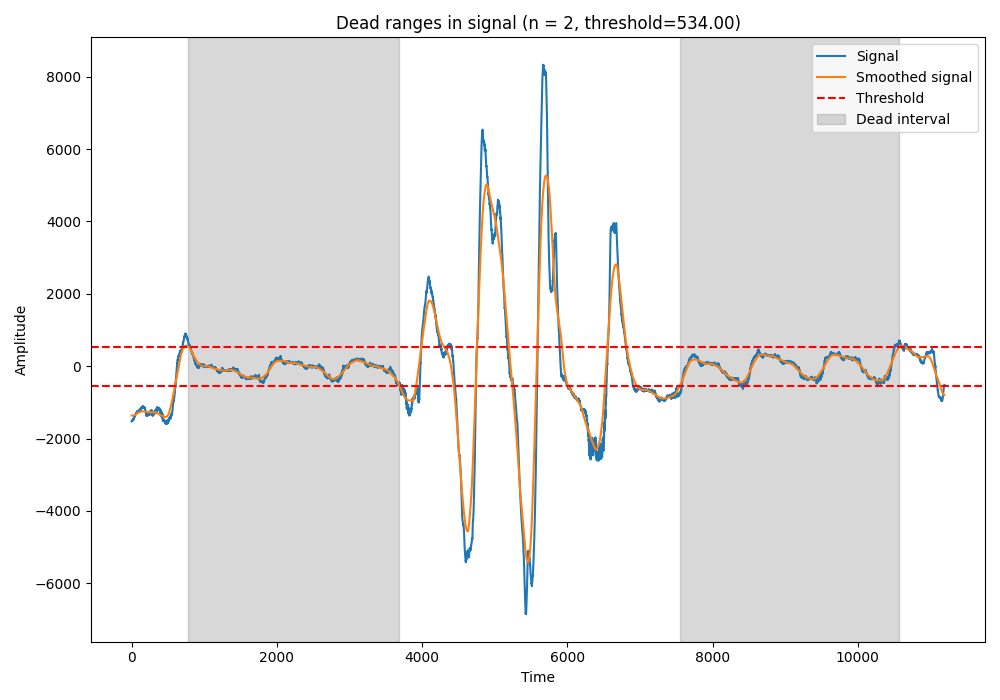 Dead ranges in signal (n = 2, threshold=534.00)
Signal
Smoothed signal
Threshold
Dead interval
Amplitude
8000
6000
4000
2000
0
−2000
−4000
−6000
0 2000 4000 6000 8000 10000
Time